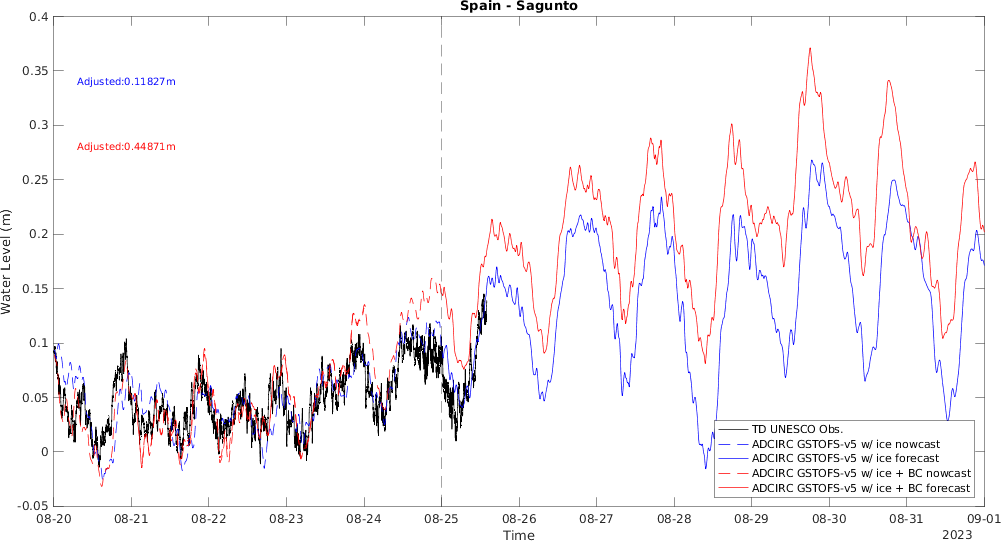 Spain - Sagunto
0.4
0.35
0.3
0.25
0.2
0.15
0.1
0.05
0
-0.05
Water Level (m)
Adjusted:0.11827m
Adjusted:0.44871m
TD UNESCO Obs.
ADCIRC GSTOFS-v5 w/ ice nowcast
ADCIRC GSTOFS-v5 w/ ice forecast
ADCIRC GSTOFS-v5 w/ ice + BC nowcast
ADCIRC GSTOFS-v5 w/ ice + BC forecast
08-20 08-21 08-22 08-23 08-24 08-25 08-26 08-27 08-28 08-29 08-30 08-31 09-01
Time
2023